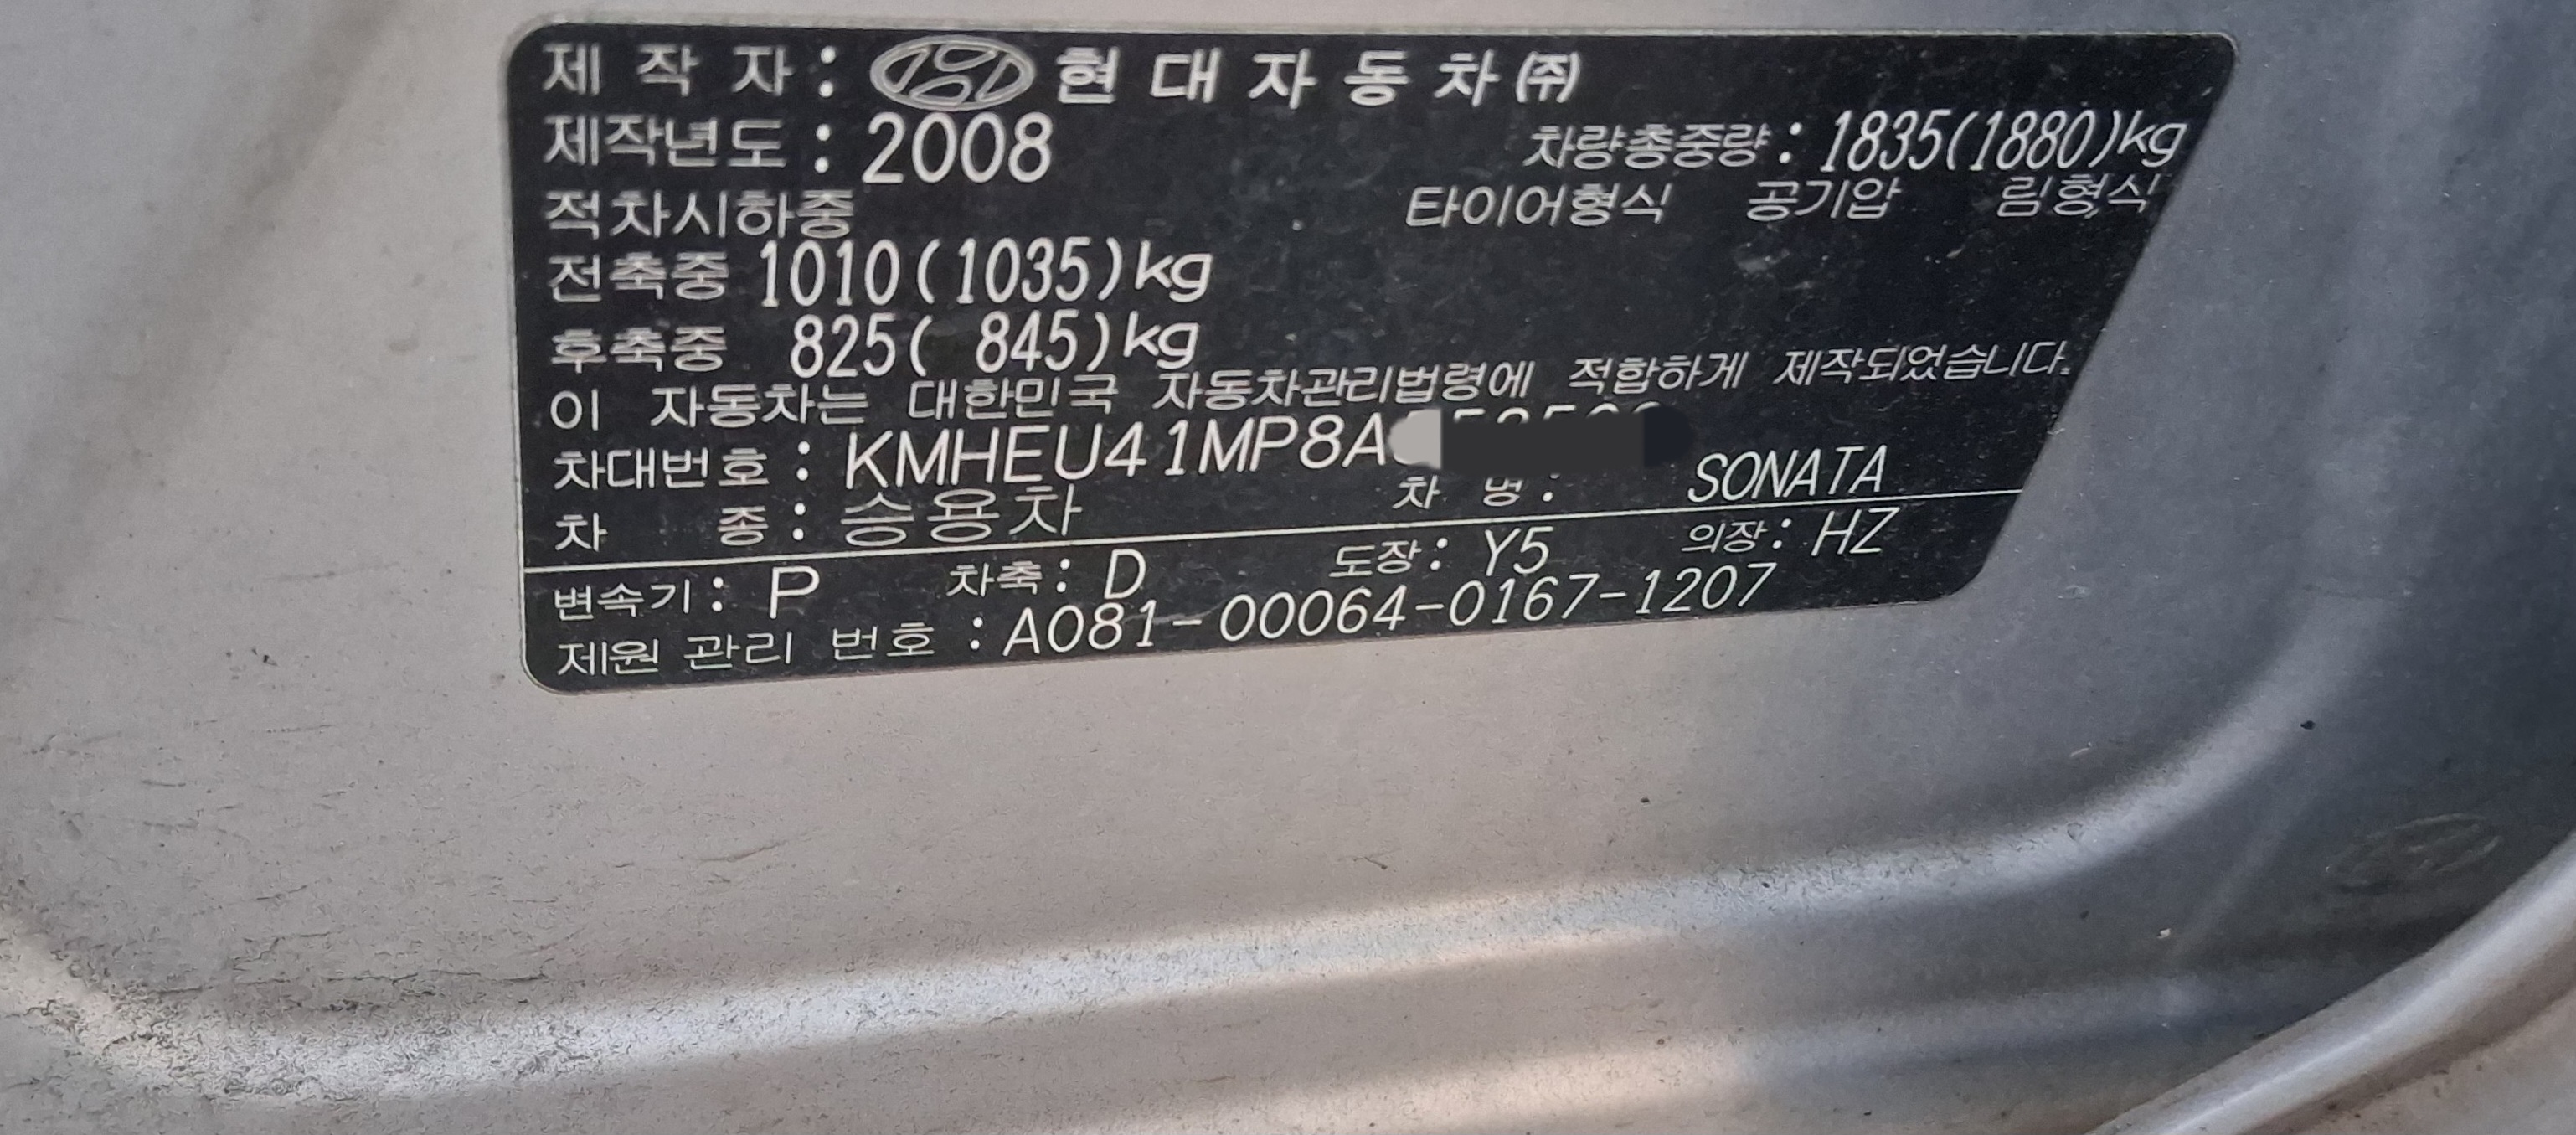 제 작 자 : 현 대 자 동 차 ㈜
제작년도 : 2008 차량총중량 : 1835(1880)kg
적차시하중 타이어형식 공기압 림형식
전축중 1010(1035)kg
후축중 825( 845)kg
이 자동차는 대한민국 자동차관리법령에 적합하게 제작되었습니다.
차대번호 : KMHEU41MP8A
차 종 : 승용차 차 명 : SONATA
변속기 : P 차축 : D 도장 : Y5 의장 : HZ
제원 관리 번호 : A081-00064-0167-1207